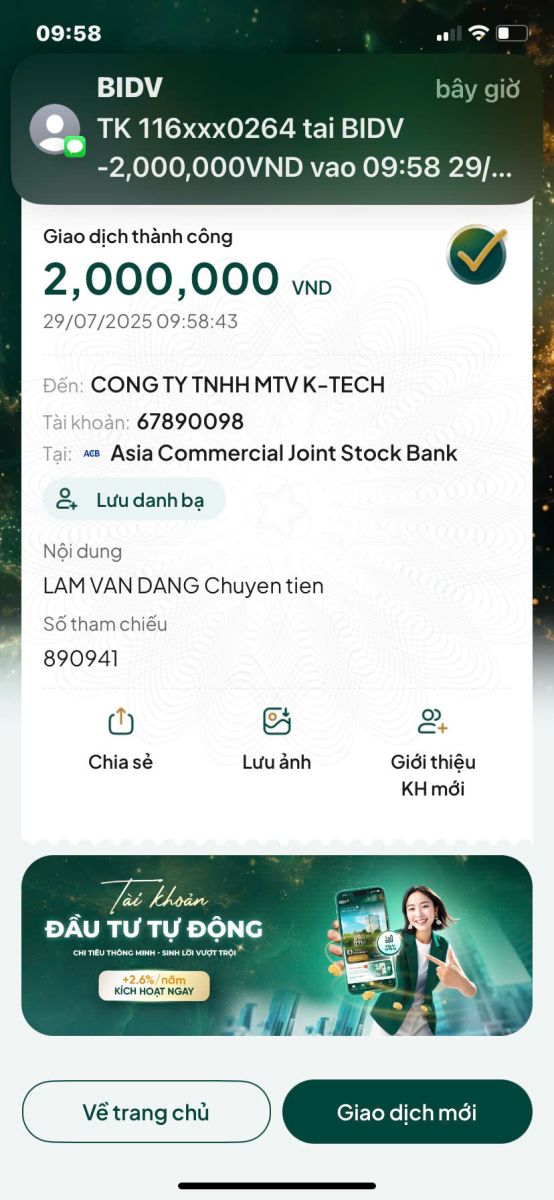 09:58
BIDV
bây giờ
TK 116xxx0264 tai BIDV
-2,000,000VND vao 09:58 29/...
Giao dịch thành công
2,000,000 VND
29/07/2025 09:58:43
Đến: CONG TY TNHH MTV K-TECH
Tài khoản: 67890098
Tại: ACB Asia Commercial Joint Stock Bank
Lưu danh bạ
Nội dung
LAM VAN DANG Chuyen tien
Số tham chiếu
890941
Chia sẻ
Lưu ảnh
Giới thiệu
KH mới
Tài khoản
ĐẦU TƯ TỰ ĐỘNG
CHI TIÊU THÔNG MINH - SINH LỜI VƯỢT TRỘI
+2.6%/năm
KÍCH HOẠT NGAY
Về trang chủ
Giao dịch mới